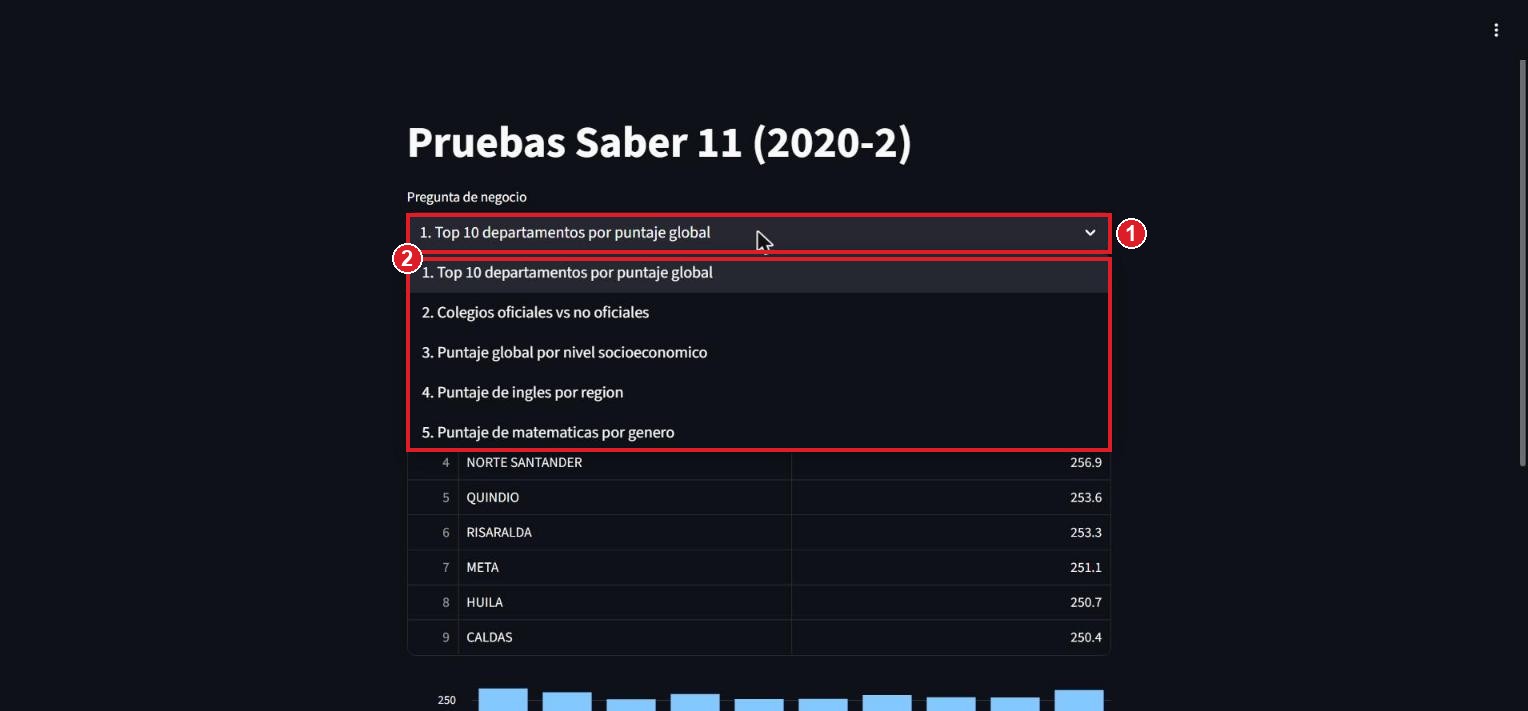 Pruebas Saber 11 (2020-2)
Pregunta de negocio
1. Top 10 departamentos por puntaje global
1
2
1. Top 10 departamentos por puntaje global
2. Colegios oficiales vs no oficiales
3. Puntaje global por nivel socioeconomico
4. Puntaje de ingles por region
5. Puntaje de matematicas por genero
4 NORTE SANTANDER 256.9
5 QUINDIO 253.6
6 RISARALDA 253.3
7 META 251.1
8 HUILA 250.7
9 CALDAS 250.4
250